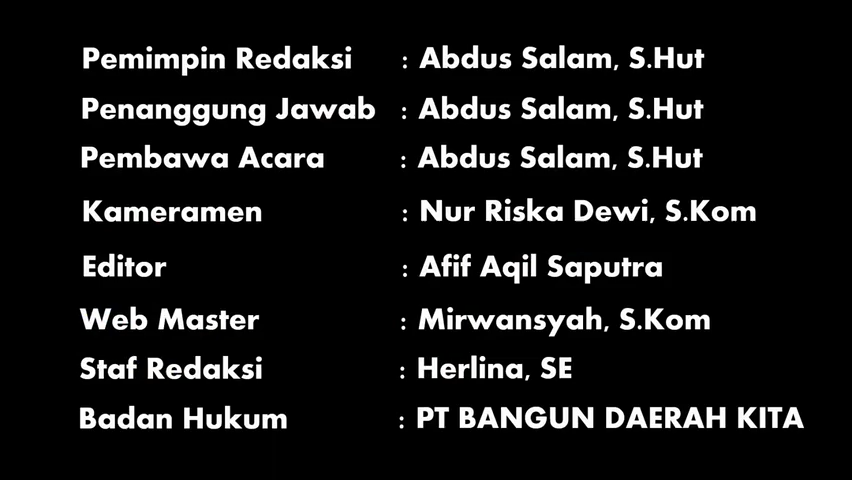 Pemimpin Redaksi : Abdus Salam, S.Hut
Penanggung Jawab : Abdus Salam, S.Hut
Pembawa Acara : Abdus Salam, S.Hut
Kameramen : Nur Riska Dewi, S.Kom
Editor : Afif Aqil Saputra
Web Master : Mirwansyah, S.Kom
Staf Redaksi : Herlina, SE
Badan Hukum : PT BANGUN DAERAH KITA